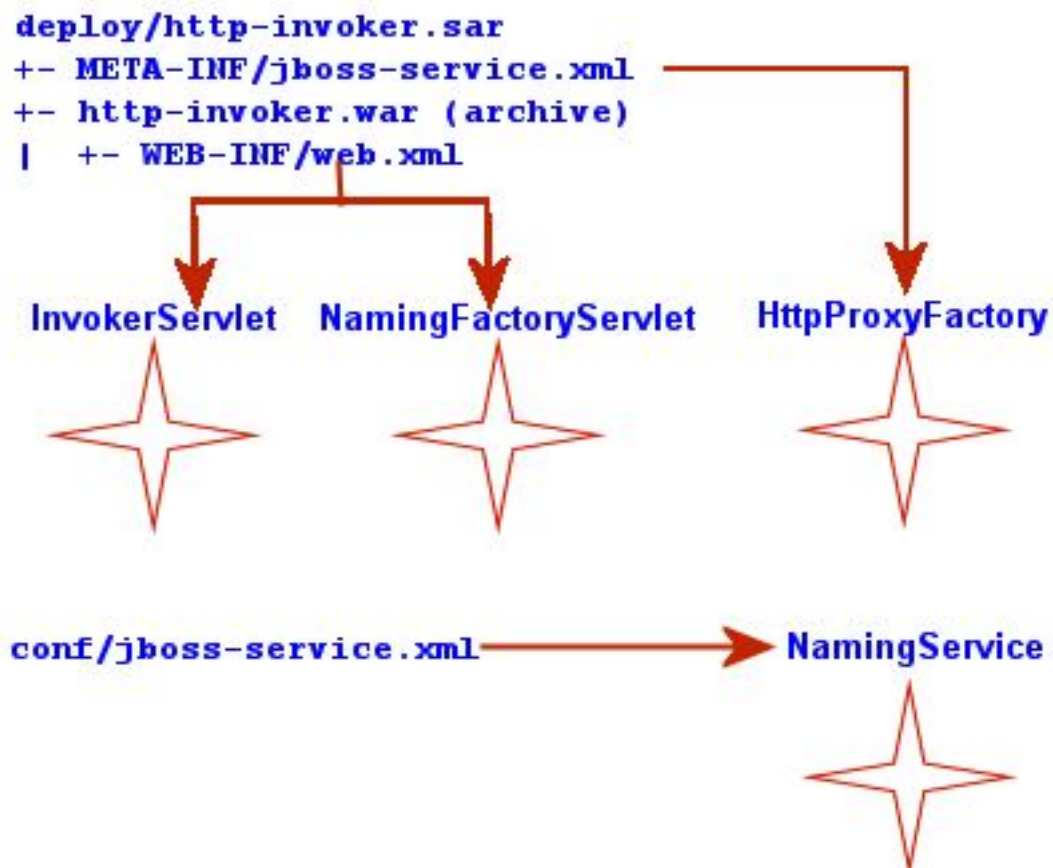 deploy/http-invoker.sar
+- META-INF/jboss-service.xml
+- http-invoker.war (archive)
|  +- WEB-INF/web.xml
InvokerServlet NamingFactoryServlet HttpProxyFactory
conf/jboss-service.xml NamingService